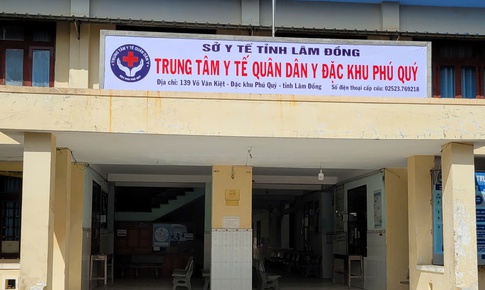 SỞ Y TẾ TỈNH LÂM ĐỒNG
TRUNG TÂM Y TẾ QUÂN DÂN Y ĐẶC KHU PHÚ QUÝ
Địa chỉ: 139 Võ Văn Kiệt - Đặc khu Phú Quý - tỉnh Lâm Đồng Số điện thoại cấp cứu: 02523.769218